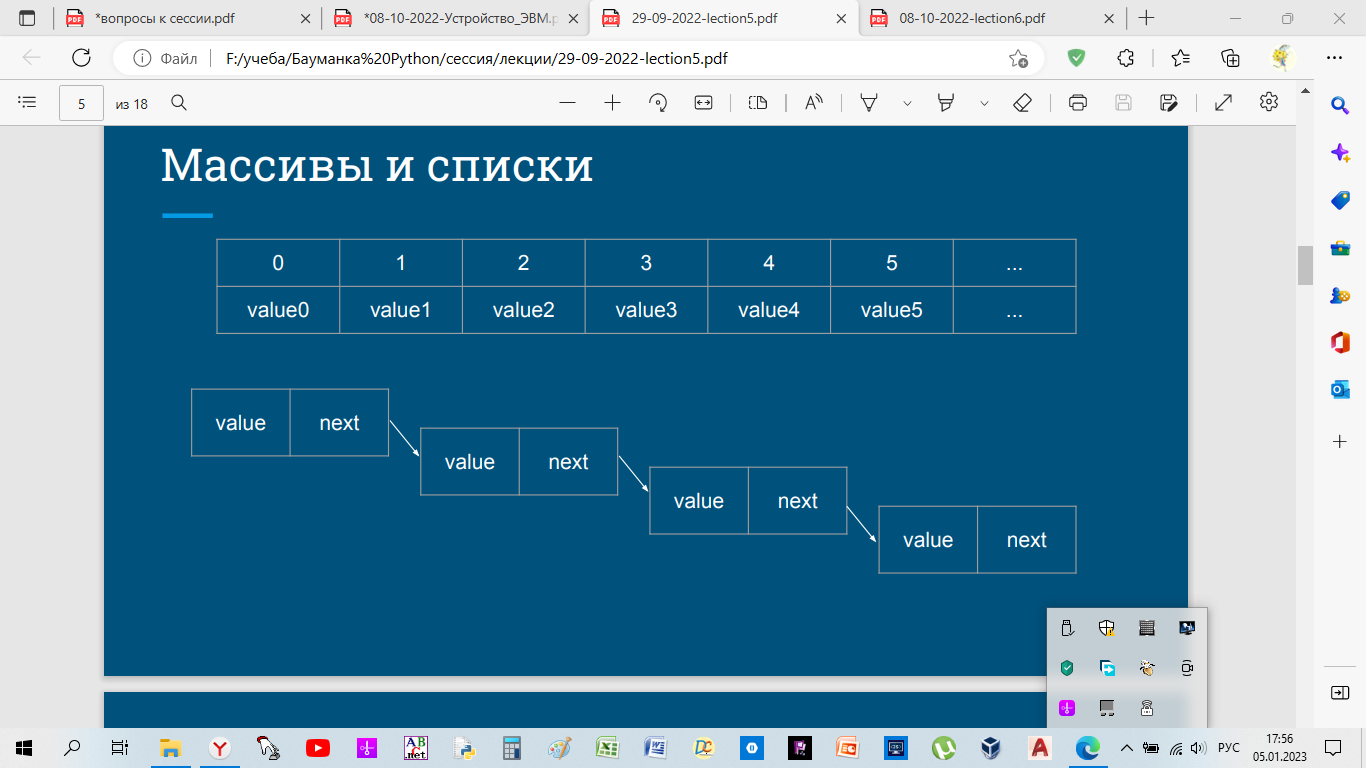 *вопросы к сессии.pdf
*08-10-2022-Устройство_ЭВМ.p
29-09-2022-lection5.pdf
08-10-2022-lection6.pdf
Файл
F:/учеба/Бауманка%20Python/сессия/лекции/29-09-2022-lection5.pdf
5 из 18
Массивы и списки
0 1 2 3 4 5 ...
value0 value1 value2 value3 value4 value5 ...
value next
value next
value next
value next
РУС
17:56
05.01.2023